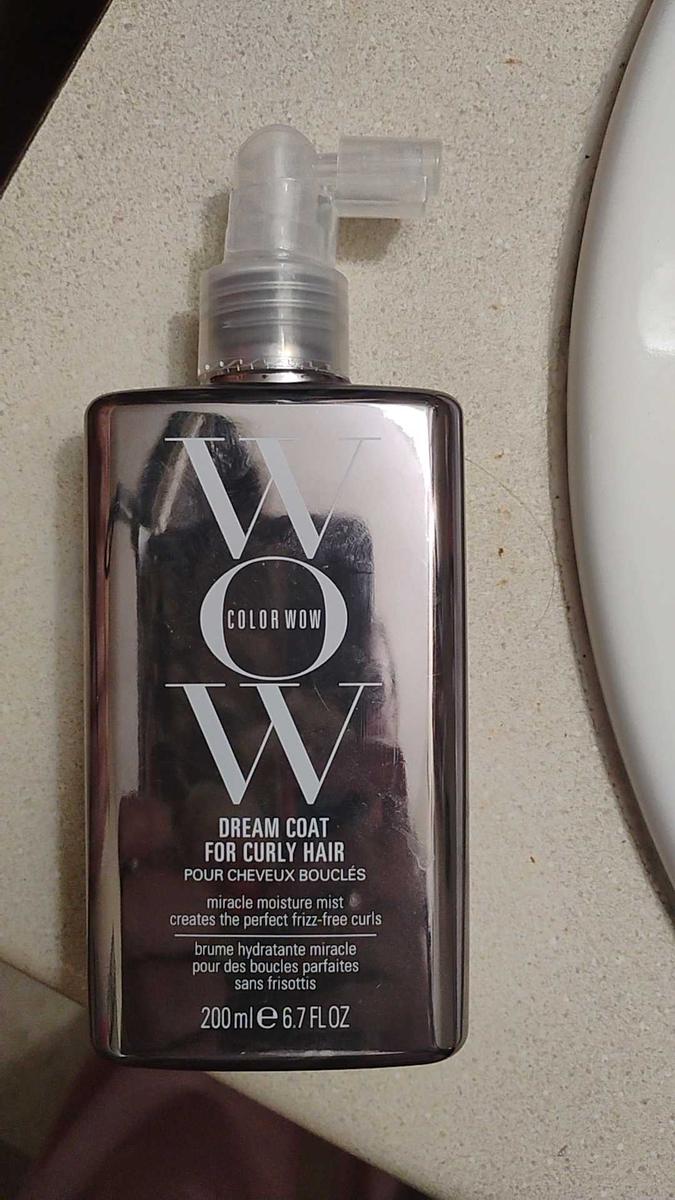 W
O
COLOR WOW
W
DREAM COAT
FOR CURLY HAIR
POUR CHEVEUX BOUCLÉS
miracle moisture mist
creates the perfect frizz-free curls
brume hydratante miracle
pour des boucles parfaites
sans frisottis
200 ml e 6.7 FL OZ